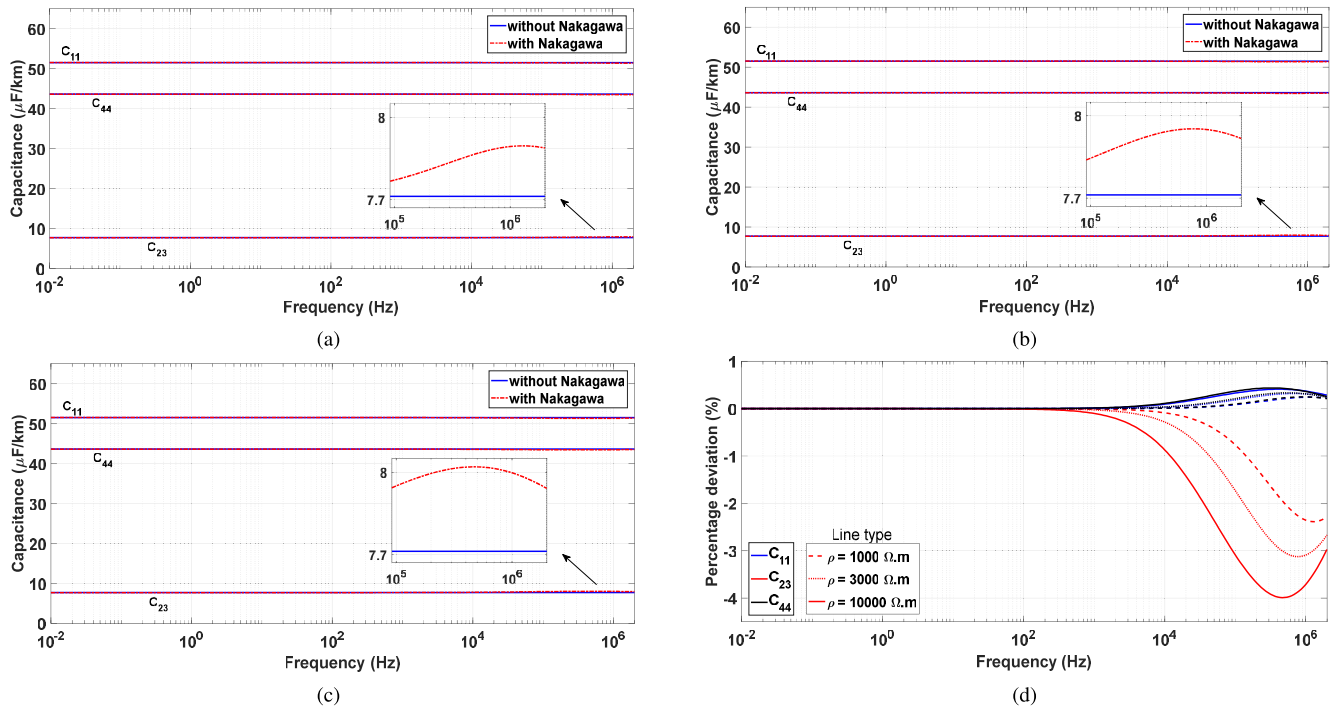 Capacitance (μF/km)
60
50
40
30
20
10
0
C11
C44
C23
without Nakagawa
with Nakagawa
8
7.7
10^5
10^6
10^-2
10^0
10^2
10^4
10^6
Frequency (Hz)
(a)
Capacitance (μF/km)
60
50
40
30
20
10
0
C11
C44
C23
without Nakagawa
with Nakagawa
8
7.7
10^5
10^6
10^-2
10^0
10^2
10^4
10^6
Frequency (Hz)
(b)
Capacitance (μF/km)
60
50
40
30
20
10
0
C11
C44
C23
without Nakagawa
with Nakagawa
8
7.7
10^5
10^6
10^-2
10^0
10^2
10^4
10^6
Frequency (Hz)
(c)
Percentage deviation (%)
1
0
-1
-2
-3
-4
C11
C23
C44
Line type
ρ = 1000 Ω.m
ρ = 3000 Ω.m
ρ = 10000 Ω.m
10^-2
10^0
10^2
10^4
10^6
Frequency (Hz)
(d)